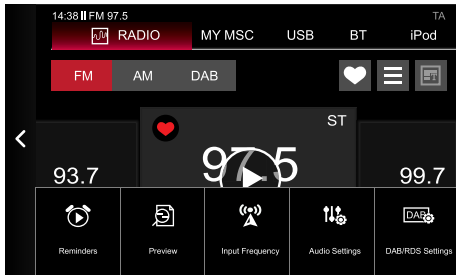 14:38 FM 97.5 TA
RADIO MY MSC USB BT iPod
FM AM DAB
ST
93.7 97.5 99.7
Reminders Preview Input Frequency Audio Settings DAB/RDS Settings
DAB